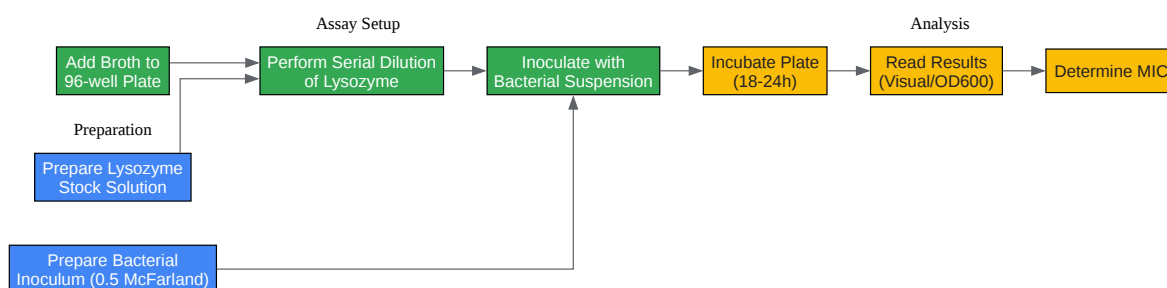 Assay Setup
Analysis
Add Broth to
96-well Plate
Perform Serial Dilution
of Lysozyme
Inoculate with
Bacterial Suspension
Incubate Plate
(18-24h)
Read Results
(Visual/OD600)
Determine MIC
Preparation
Prepare Lysozyme
Stock Solution
Prepare Bacterial
Inoculum (0.5 McFarland)